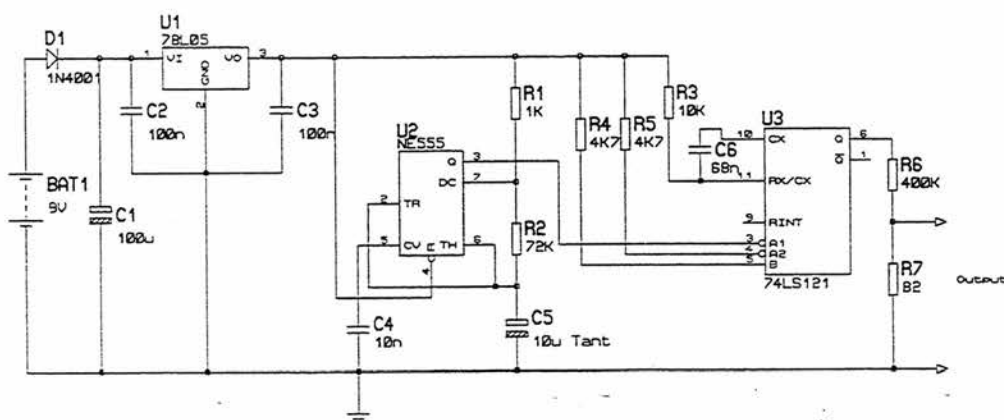 U1
78L05
D1
1N4001
1
VI
VO
3
GND
2
C2
100n
C3
100n
R1
1K
R4
4K7
R5
4K7
R3
10K
U3
10
CX
Q
6
Q
1
C6
68n
11
RX/CX
R6
400K
U2
NE555
Q
3
DC
7
2
TR
BAT1
9V
C1
100u
9
RINT
R2
72K
5
CV
E
TH
6
4
3
A1
4
A2
5
B
74LS121
R7
82
Output
C4
10n
C5
10u Tant